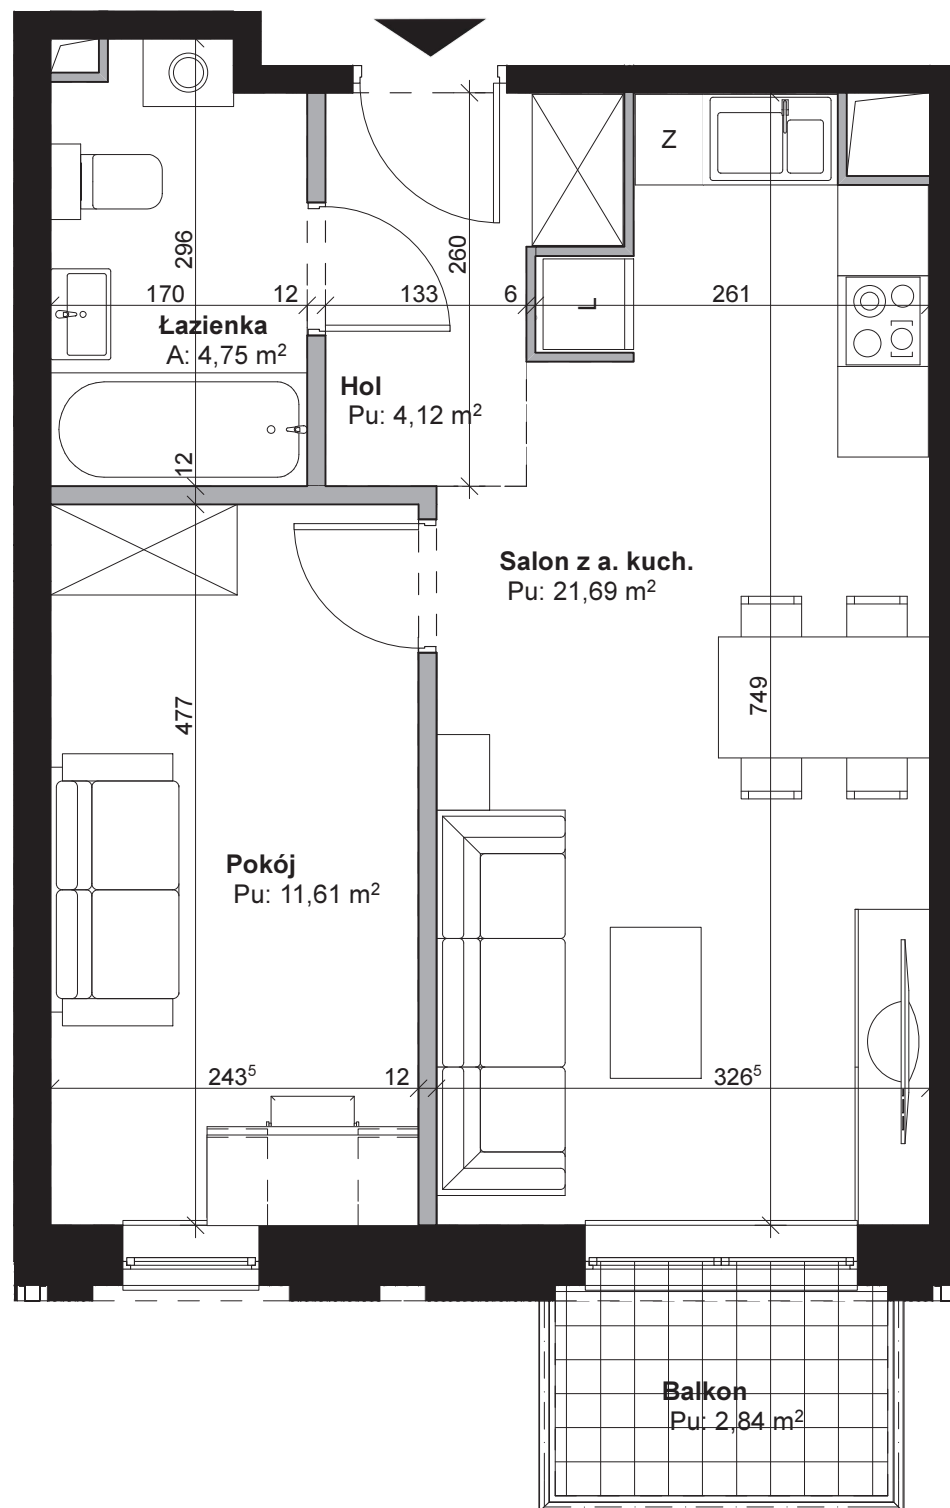 Z
296
260
170
12
133
6
L
261
Łazienka
A: 4,75 m²
Hol
Pu: 4,12 m²
12
Salon z a. kuch.
Pu: 21,69 m²
477
749
Pokój
Pu: 11,61 m²
243⁵
12
326⁵
Balkon
Pu: 2,84 m²